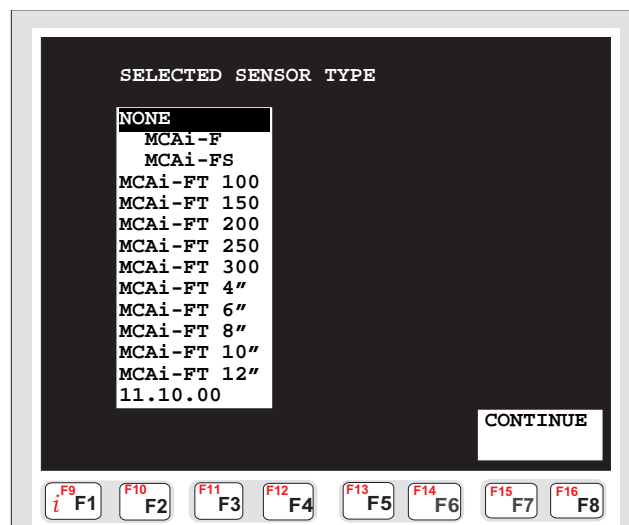 SELECTED SENSOR TYPE
NONE
MCAi-F
MCAi-FS
MCAi-FT 100
MCAi-FT 150
MCAi-FT 200
MCAi-FT 250
MCAi-FT 300
MCAi-FT 4″
MCAi-FT 6″
MCAi-FT 8″
MCAi-FT 10″
MCAi-FT 12″
11.10.00
CONTINUE
F9 F10 F11 F12 F13 F14 F15 F16
i F1 F2 F3 F4 F5 F6 F7 F8